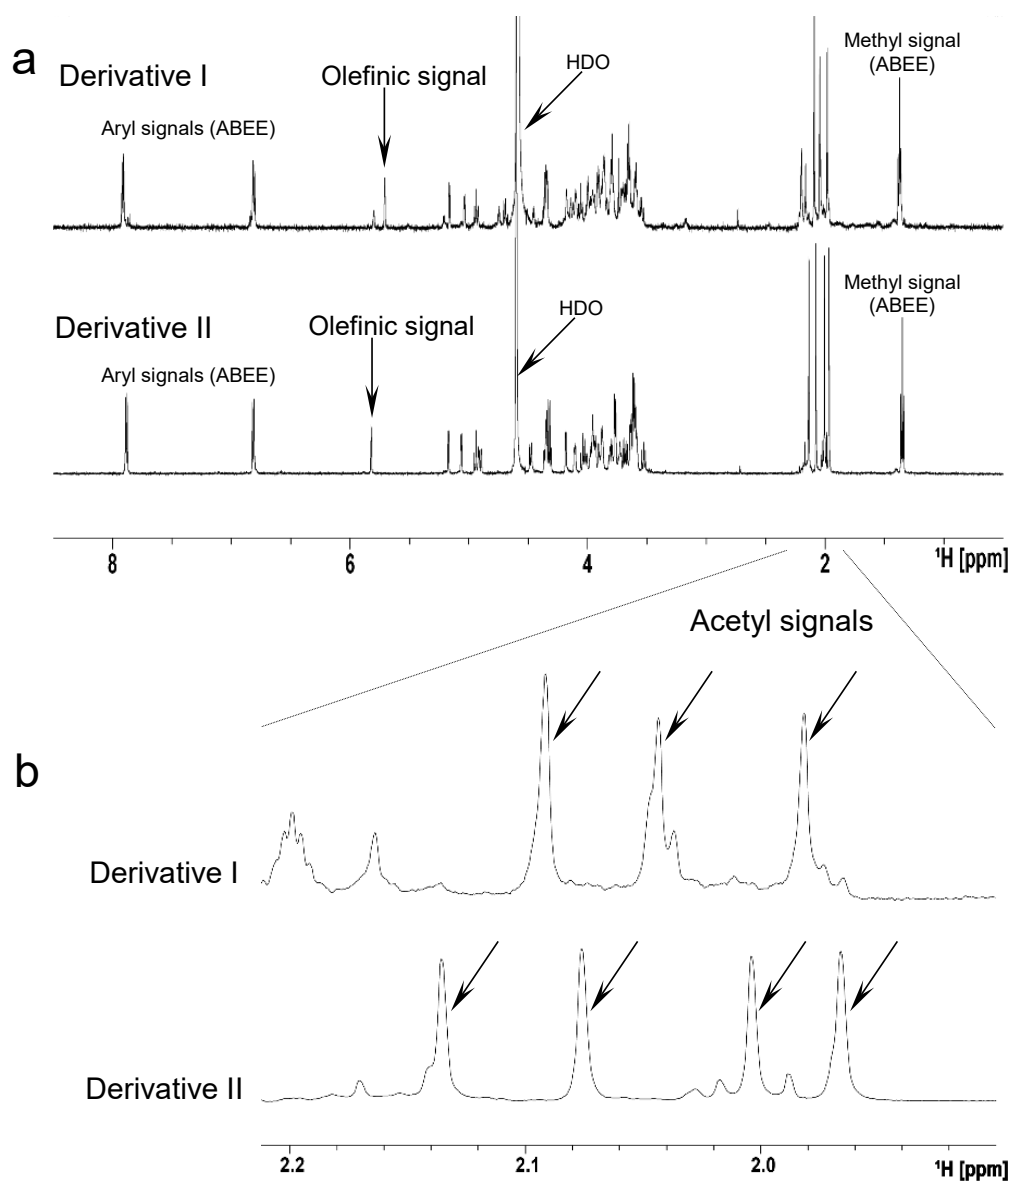 a
Derivative I
Olefinic signal
HDO
Methyl signal
(ABEE)
Aryl signals (ABEE)
Derivative II
Olefinic signal
HDO
Methyl signal
(ABEE)
Aryl signals (ABEE)
8 6 4 2 ¹H [ppm]
Acetyl signals
b
Derivative I
Derivative II
2.2 2.1 2.0 ¹H [ppm]